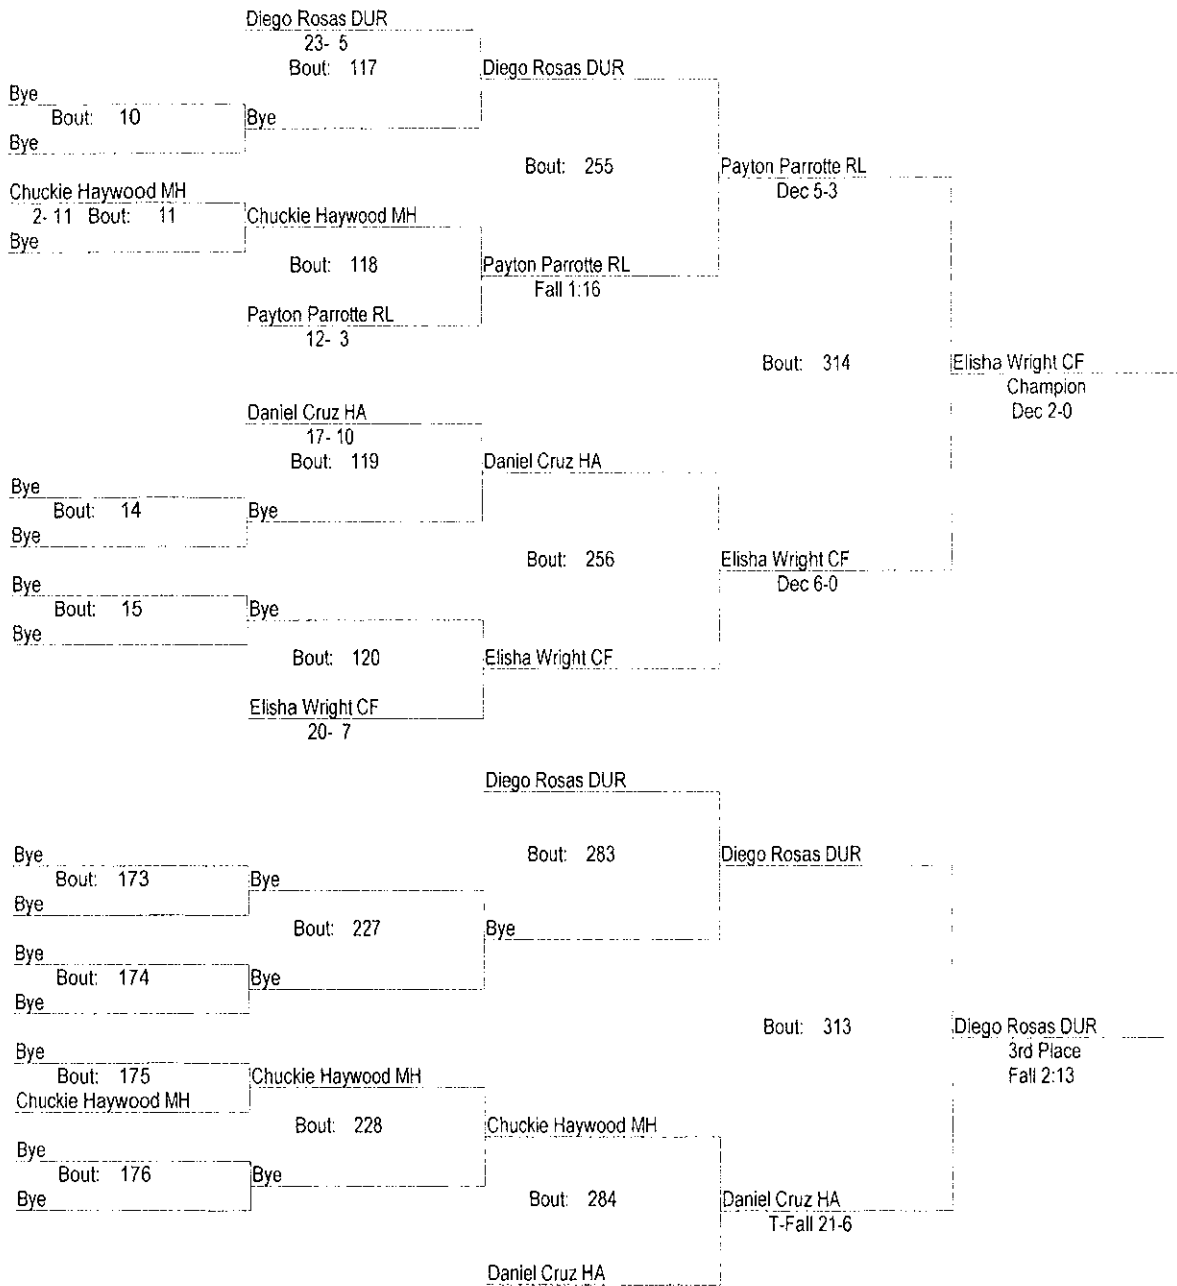 Diego Rosas DUR
23- 5
Bout: 117
Diego Rosas DUR
Bye
Bout: 10
Bye
Bye
Bout: 255
Payton Parrotte RL
Dec 5-3
Chuckie Haywood MH
2- 11 Bout: 11
Chuckie Haywood MH
Bye
Bout: 118
Payton Parrotte RL
Fall 1:16
Payton Parrotte RL
12- 3
Bout: 314
Elisha Wright CF
Champion
Dec 2-0
Daniel Cruz HA
17- 10
Bout: 119
Daniel Cruz HA
Bye
Bout: 14
Bye
Bye
Bout: 256
Elisha Wright CF
Dec 6-0
Bye
Bout: 15
Bye
Bye
Bout: 120
Elisha Wright CF
Elisha Wright CF
20- 7
Diego Rosas DUR
Bout: 283
Diego Rosas DUR
Bye
Bout: 173
Bye
Bye
Bout: 227
Bye
Bye
Bout: 174
Bye
Bye
Bout: 313
Diego Rosas DUR
3rd Place
Fall 2:13
Bye
Bout: 175
Chuckie Haywood MH
Chuckie Haywood MH
Bout: 228
Chuckie Haywood MH
Bye
Bout: 176
Bye
Bye
Bout: 284
Daniel Cruz HA
T-Fall 21-6
Daniel Cruz HA